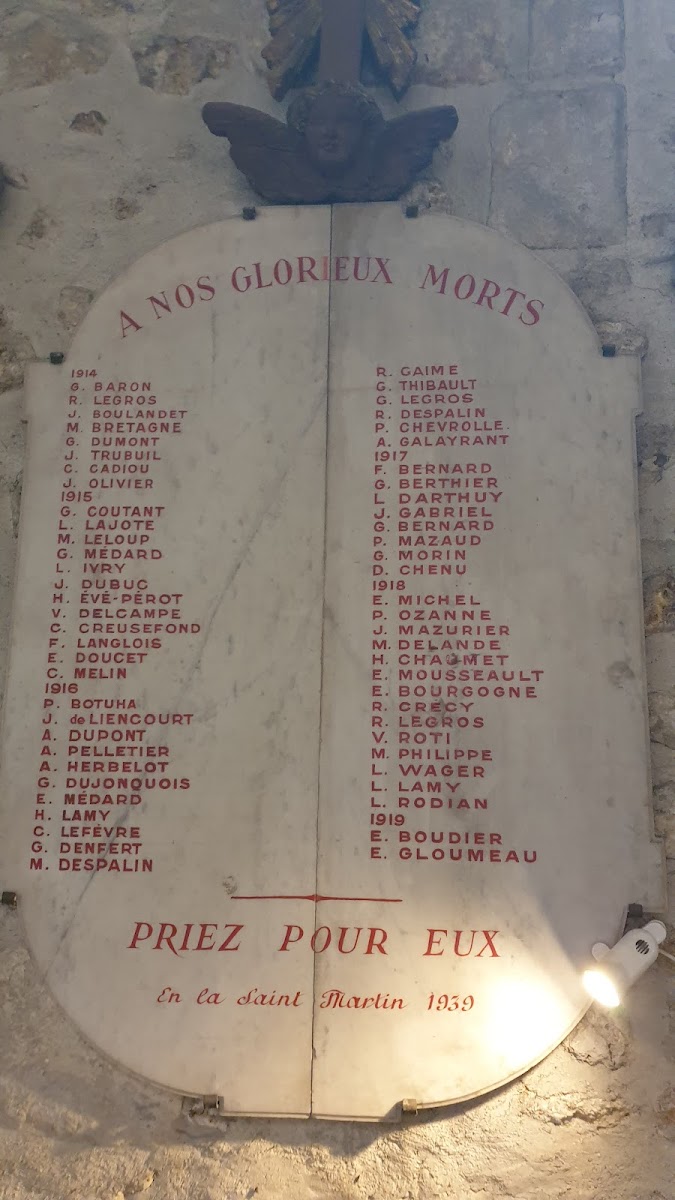 A NOS GLORIEUX MORTS
1914
G. BARON
R. LEGROS
J. BOULANDET
M. BRETAGNE
G. DUMONT
J. TRUBUIL
C. CADIOU
J. OLIVIER
1915
G. COUTANT
L. LAJOTE
M. LELOUP
G. MÉDARD
L. IVRY
J. DUBUC
H. ÉVÉ-PÉROT
V. DELCAMPE
C. CREUSEFOND
F. LANGLOIS
E. DOUCET
C. MELIN
1916
P. BOTUHA
J. de LIENCOURT
A. DUPONT
A. PELLETIER
A. HERBELOT
G. DUJONQUOIS
E. MÉDARD
H. LAMY
C. LEFÈVRE
G. DENFERT
M. DESPALIN
R. CAIME
G. THIBAULT
G. LEGROS
R. DESPALIN
P. CHEVROLLE.
A. GALAYRANT
1917
F. BERNARD
G. BERTHIER
L DARTHUY
J. GABRIEL
G. BERNARD
P. MAZAUD
G. MORIN
D. CHENU
1918
E. MICHEL
P. OZANNE
J. MAZURIER
M. DELANDE
H. CHAUMET
E. MOUSSEAULT
E. BOURGOGNE
R. CRECY
R. LEGROS
V. ROTI
M. PHILIPPE
L. WAGER
L. LAMY
L. RODIAN
1919
E. BOUDIER
E. GLOUMEAU
PRIEZ POUR EUX
En la Saint Martin 1939